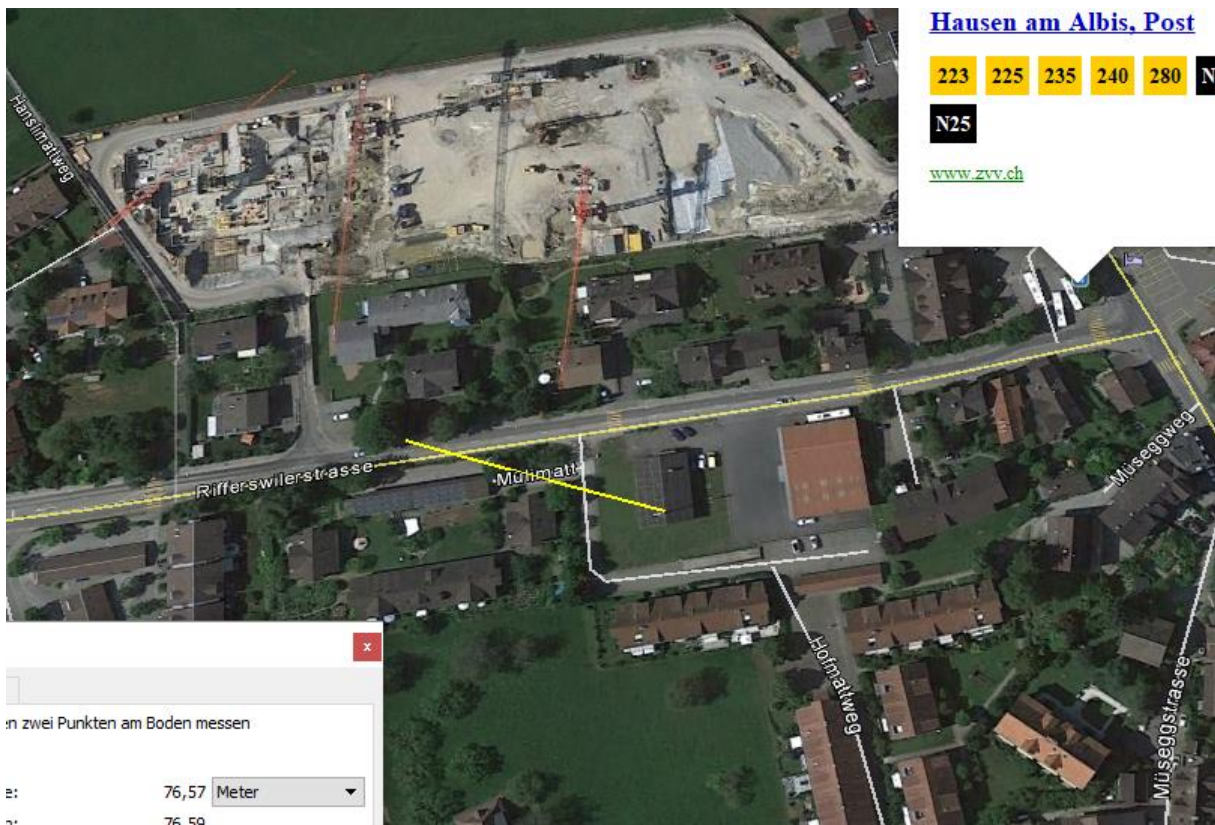 Hausen am Albis, Post
223 225 235 240 280 N
N25
www.zvv.ch
Hanslimattweg
Rifferswilerstrasse
Mülimatt
Müseggweg
Hofmattweg
Müseggstrasse
x
en zwei Punkten am Boden messen
e: 76,57 Meter
76,59